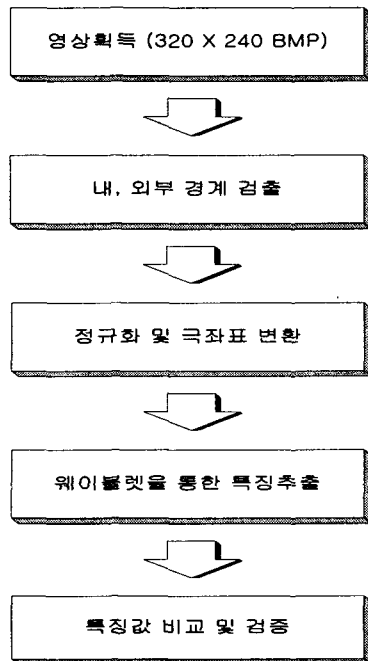 영상획득 (320 X 240 BMP)
내, 외부 경계 검출
정규화 및 극좌표 변환
웨이블렛을 통한 특징추출
특징값 비교 및 검증